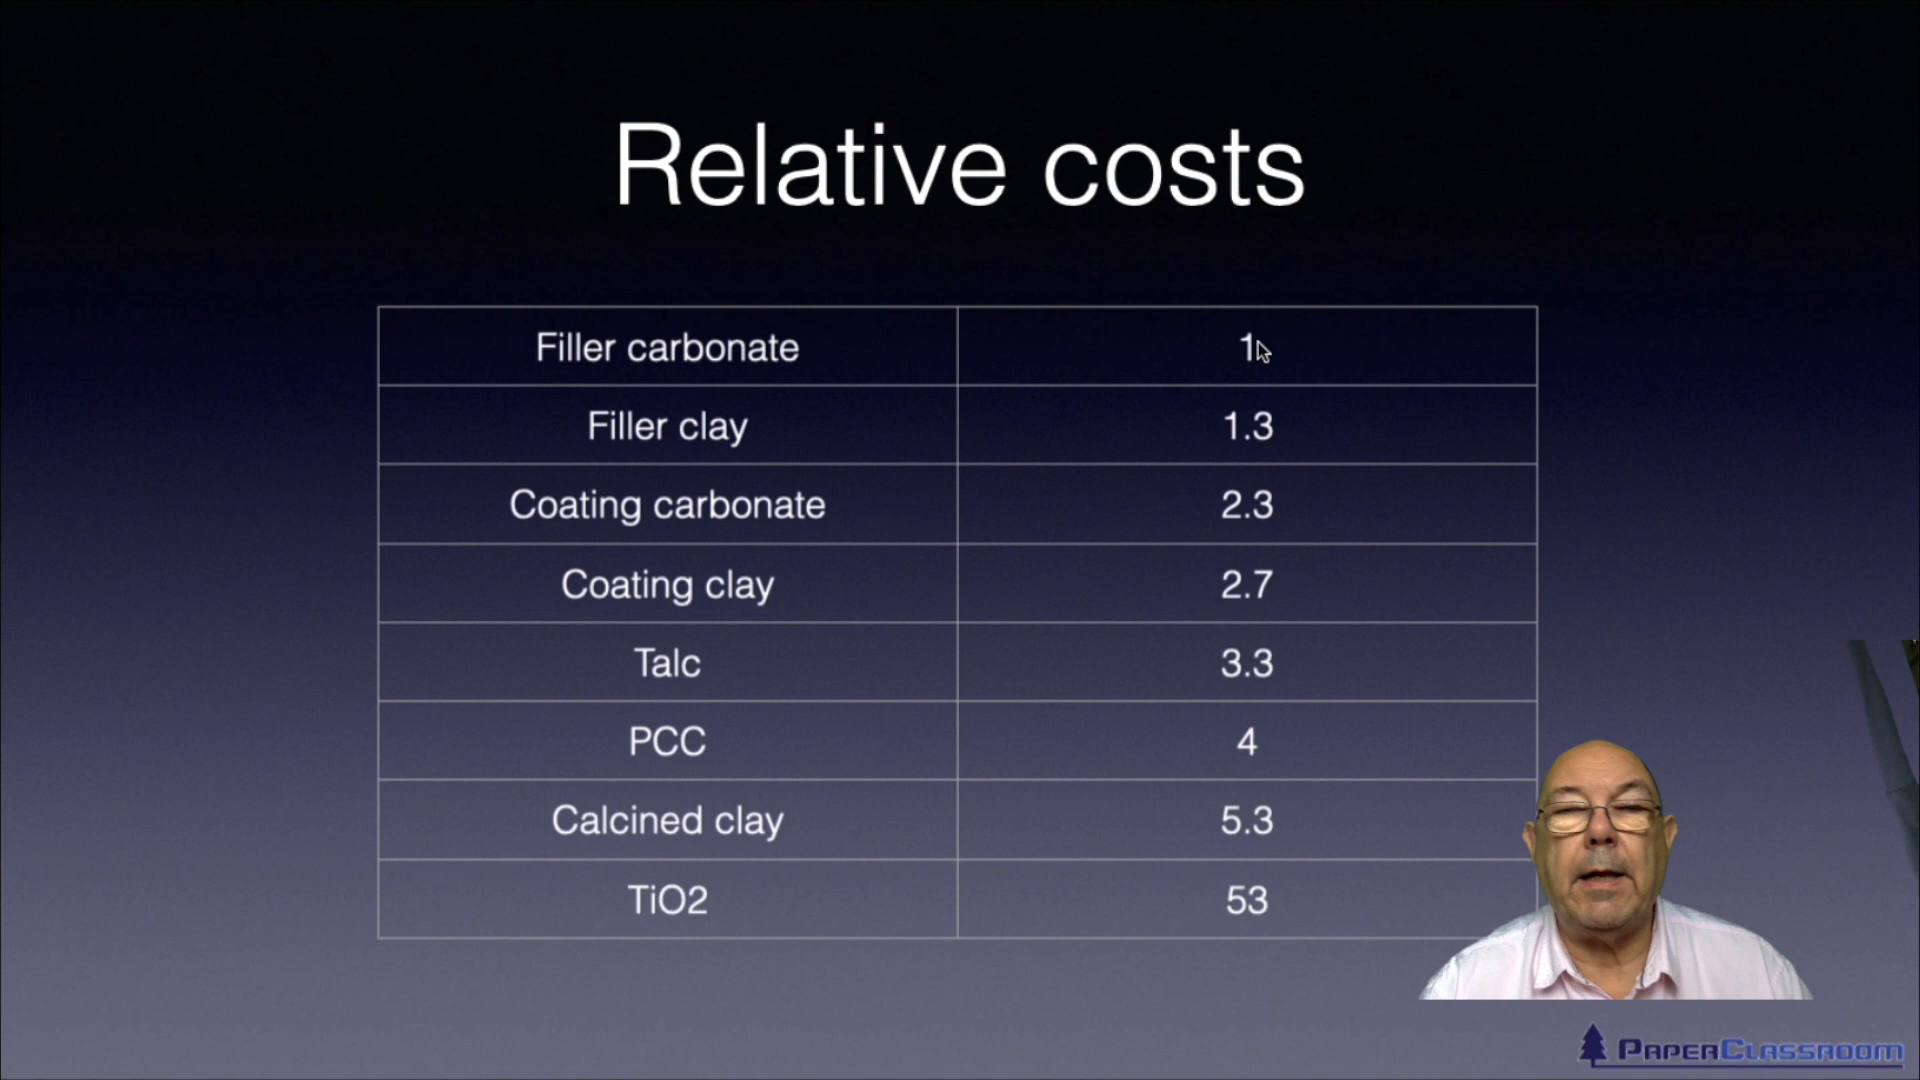 Relative costs
Filler carbonate 1
Filler clay 1.3
Coating carbonate 2.3
Coating clay 2.7
Talc 3.3
PCC 4
Calcined clay 5.3
TiO2 53
PAPERCLASSROOM